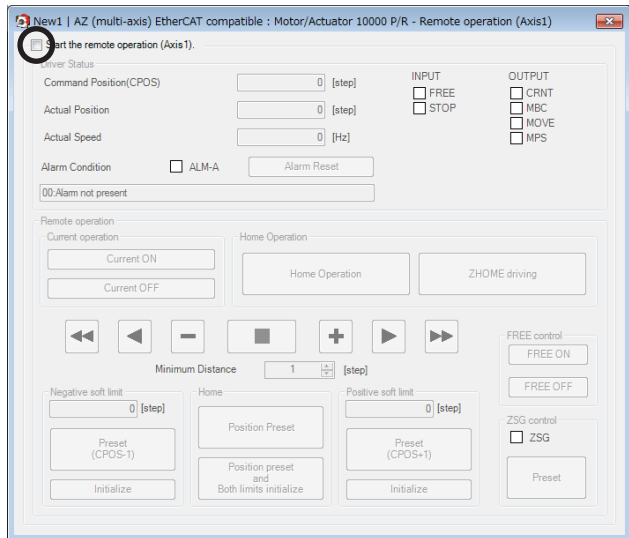 New1 | AZ (multi-axis) EtherCAT compatible : Motor/Actuator 10000 P/R - Remote operation (Axis1)
Start the remote operation (Axis1).
Driver Status
Command Position(CPOS) 0 [step]
Actual Position 0 [step]
Actual Speed 0 [Hz]
Alarm Condition ALM-A Alarm Reset
00:Alarm not present
INPUT
FREE
STOP
OUTPUT
CRNT
MBC
MOVE
MPS
Remote operation
Current operation
Current ON
Current OFF
Home Operation
Home Operation
ZHOME driving
Minimum Distance 1 [step]
FREE control
FREE ON
FREE OFF
Negative soft limit
0 [step]
Preset
(CPOS-1)
Initialize
Home
Position Preset
Position preset
and
Both limits initialize
Positive soft limit
0 [step]
Preset
(CPOS+1)
Initialize
ZSG control
ZSG
Preset